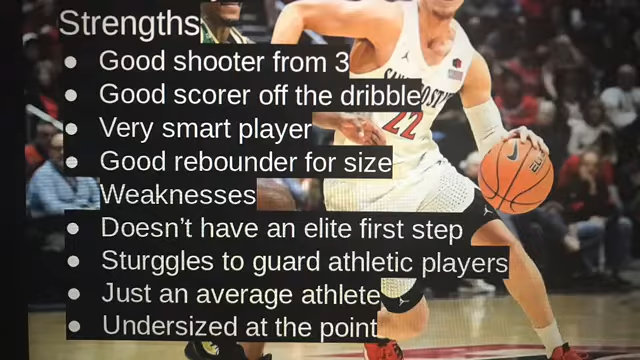 Strengths
Good shooter from 3
Good scorer off the dribble
Very smart player
Good rebounder for size
Weaknesses
Doesn't have an elite first step
Sturggles to guard athletic players
Just an average athlete
Undersized at the point
22